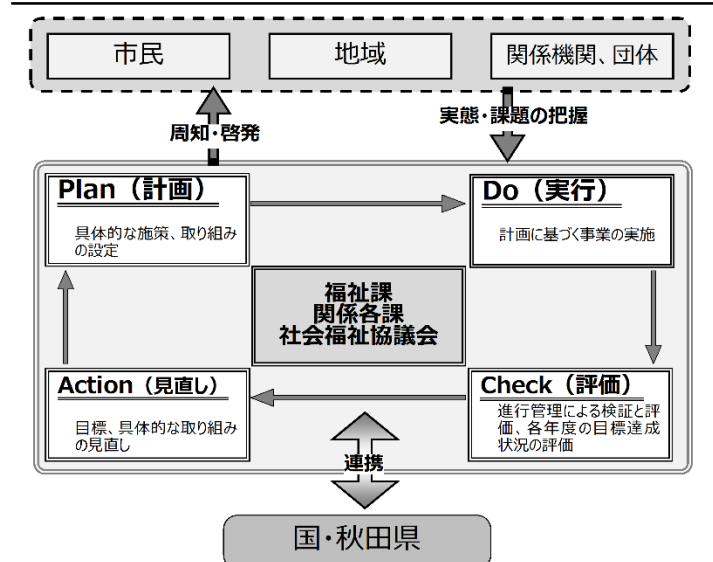 市民
地域
関係機関、団体
周知・啓発
実態・課題の把握
Plan（計画）
具体的な施策、取り組み
の設定
Do（実行）
計画に基づく事業の実施
福祉課
関係各課
社会福祉協議会
Action（見直し）
目標、具体的な取り組み
の見直し
Check（評価）
進行管理による検証と評
価、各年度の目標達成
状況の評価
連携
国・秋田県